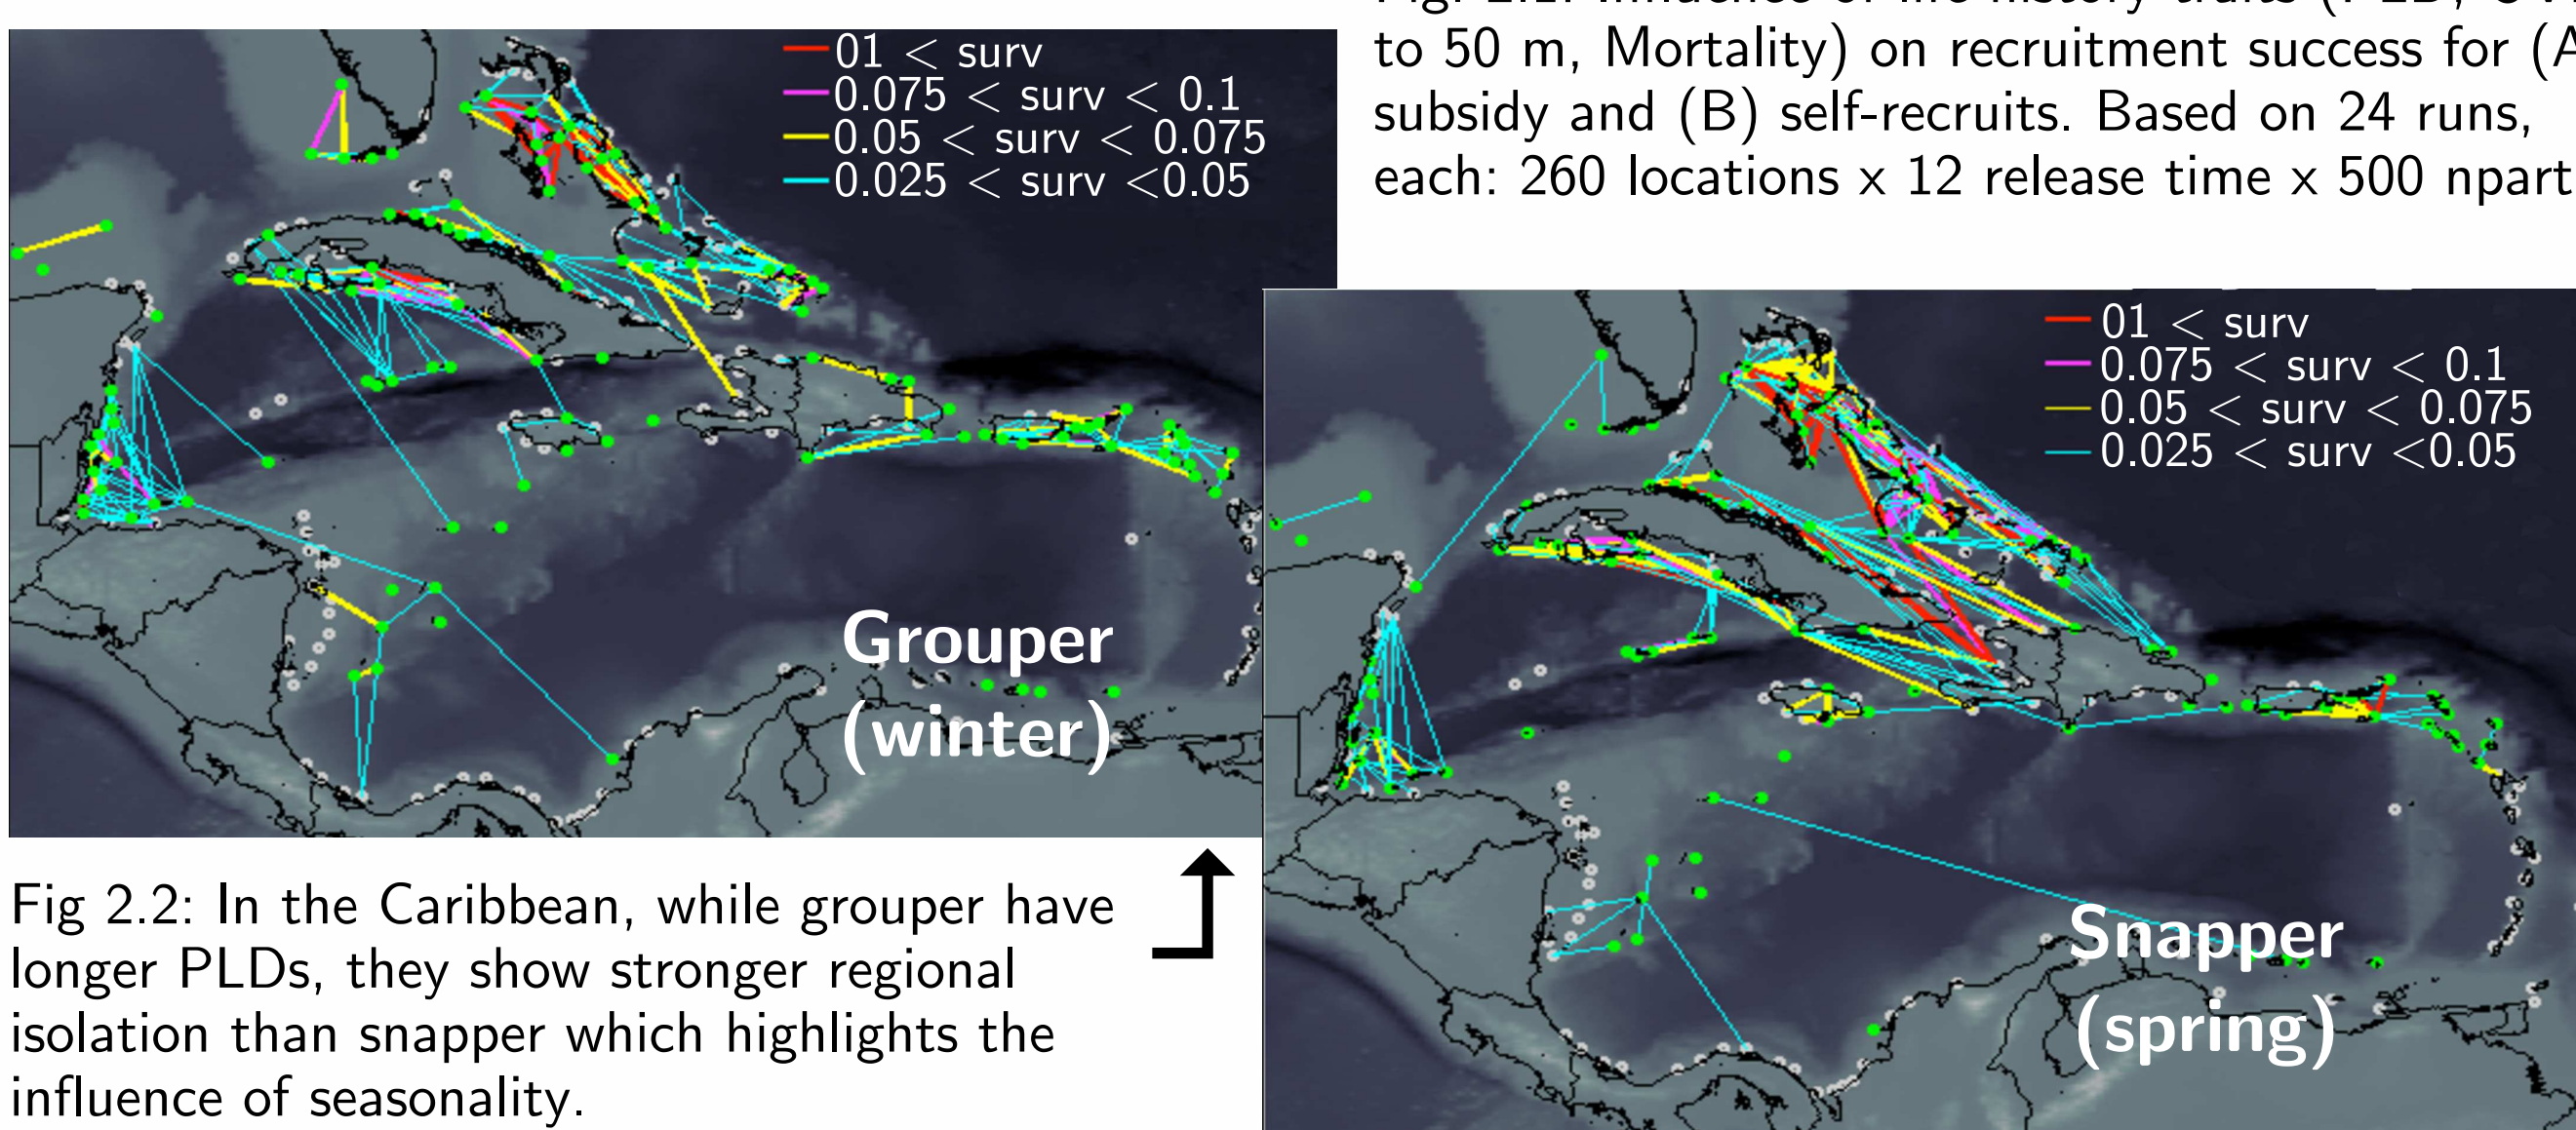 to 50 m, Mortality) on recruitment success for (A
subsidy and (B) self-recruits. Based on 24 runs,
each: 260 locations x 12 release time x 500 npart
01 < surv
0.075 < surv < 0.1
0.05 < surv < 0.075
0.025 < surv <0.05
Grouper
(winter)
01 < surv
0.075 < surv < 0.1
0.05 < surv < 0.075
0.025 < surv <0.05
Snapper
(spring)
Fig 2.2: In the Caribbean, while grouper have
longer PLDs, they show stronger regional
isolation than snapper which highlights the
influence of seasonality.